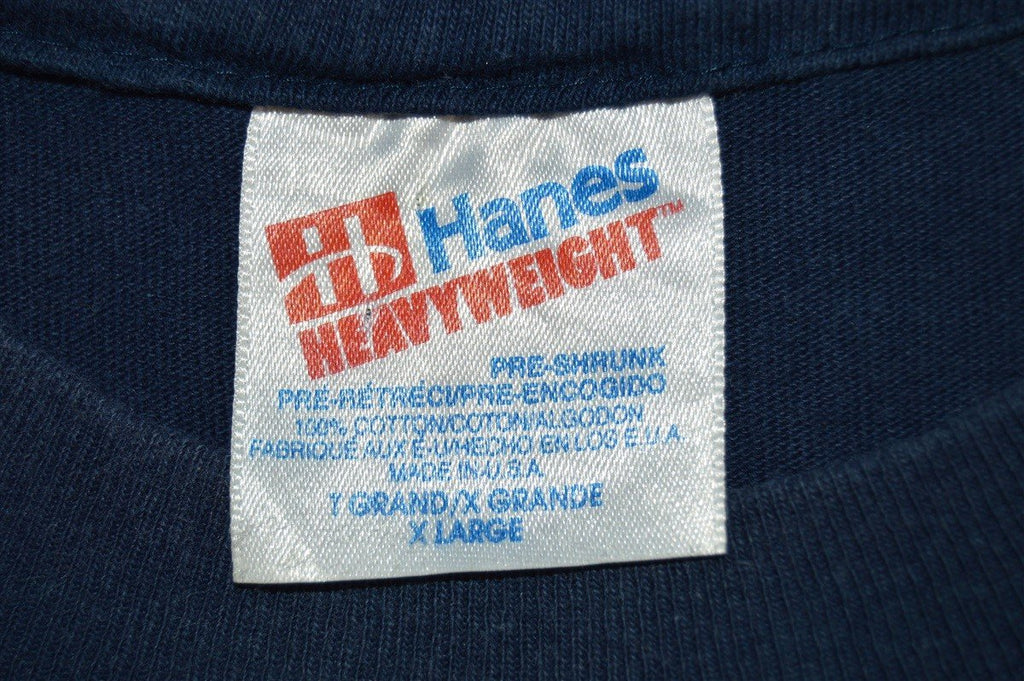 Hanes
HEAVYWEIGHT™
PRE-SHRUNK
PRE-RÉTRÉCI/PRE-ENCOGIDO
100% COTTON/COTON/ALGODON
FABRIQUÉ AUX É-U/HECHO EN LOS E.U.A.
MADE IN U.S.A.
T GRAND/X GRANDE
X LARGE